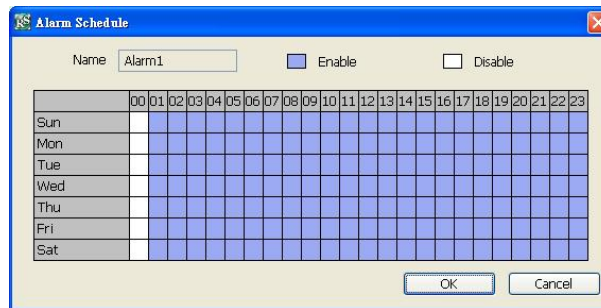 Alarm Schedule
Name Alarm1 Enable Disable
00 01 02 03 04 05 06 07 08 09 10 11 12 13 14 15 16 17 18 19 20 21 22 23
Sun
Mon
Tue
Wed
Thu
Fri
Sat
OK Cancel